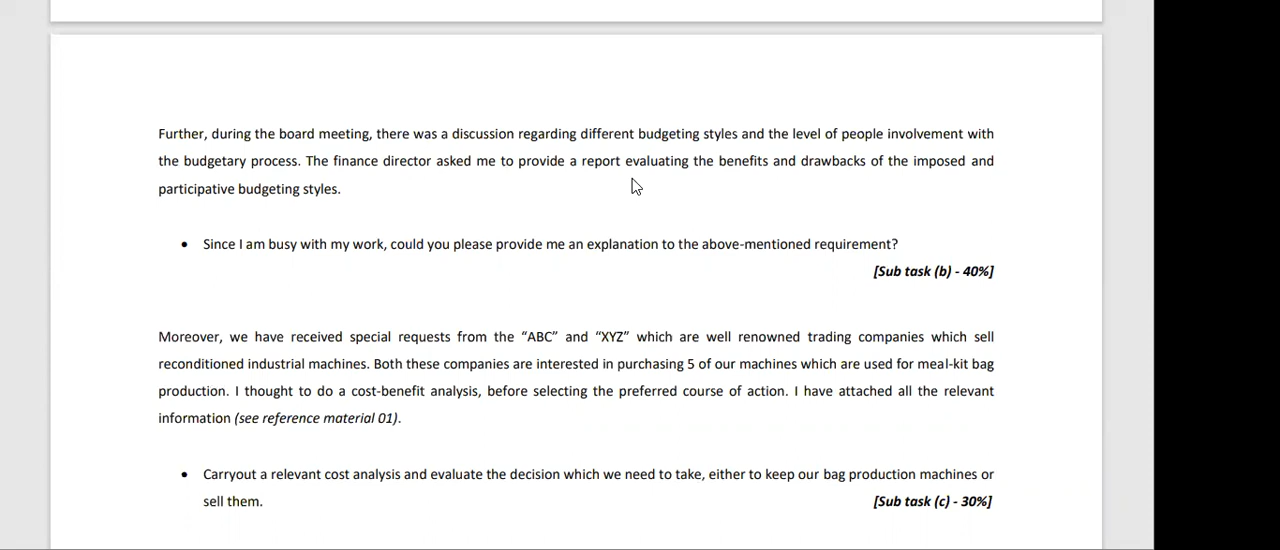 Further, during the board meeting, there was a discussion regarding different budgeting styles and the level of people involvement with
the budgetary process. The finance director asked me to provide a report evaluating the benefits and drawbacks of the imposed and
participative budgeting styles.
• Since I am busy with my work, could you please provide me an explanation to the above-mentioned requirement?
[Sub task (b) - 40%]
Moreover, we have received special requests from the “ABC” and “XYZ” which are well renowned trading companies which sell
reconditioned industrial machines. Both these companies are interested in purchasing 5 of our machines which are used for meal-kit bag
production. I thought to do a cost-benefit analysis, before selecting the preferred course of action. I have attached all the relevant
information (see reference material 01).
• Carryout a relevant cost analysis and evaluate the decision which we need to take, either to keep our bag production machines or
sell them. [Sub task (c) - 30%]